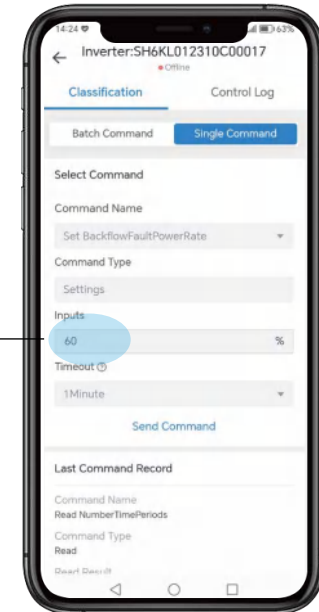 14:24 63%
Inverter:SH6KL012310C00017
Offline
Classification Control Log
Batch Command Single Command
Select Command
Command Name
Set BackflowFaultPowerRate
Command Type
Settings
Inputs
60 %
Timeout ?
1Minute
Send Command
Last Command Record
Command Name
Read NumberTimePeriods
Command Type
Read
Read Result